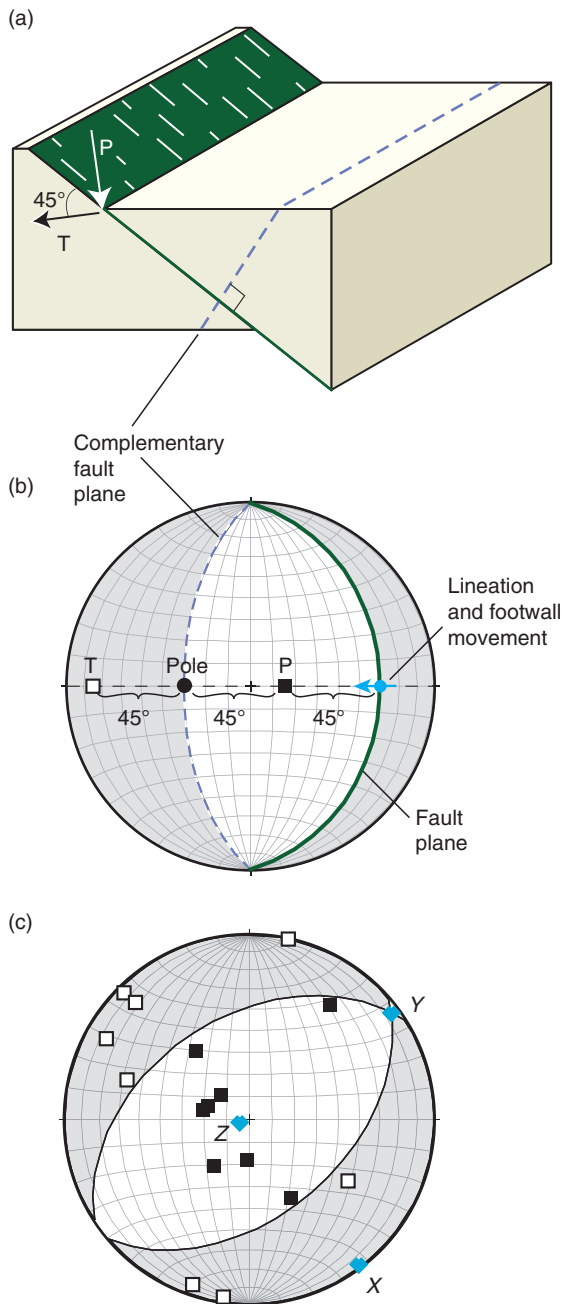 (a)
P
45°
T
Complementary
fault
plane
(b)
Lineation
and footwall
movement
T
Pole
P
45°
45°
45°
Fault
plane
(c)
Y
Z
X